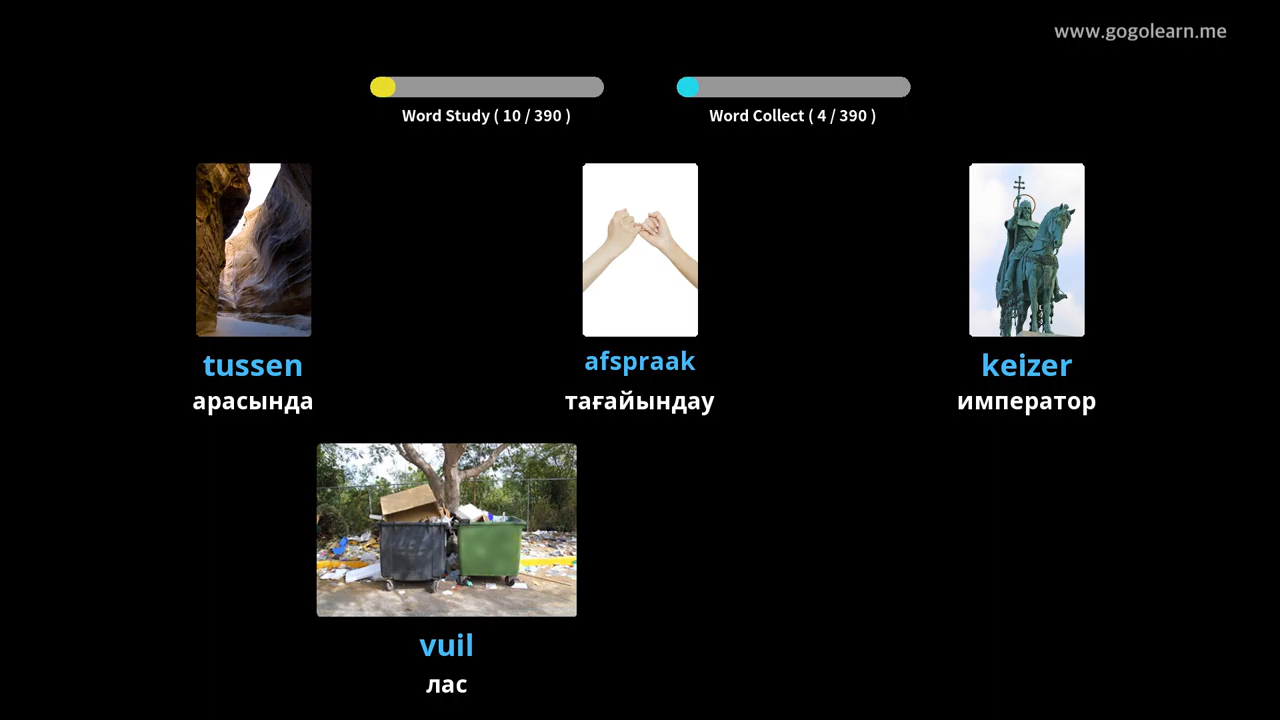 www.gogolearn.me
Word Study ( 10 / 390 )
Word Collect ( 4 / 390 )
tussen
арасында
afspraak
тағайындау
keizer
император
vuil
лас